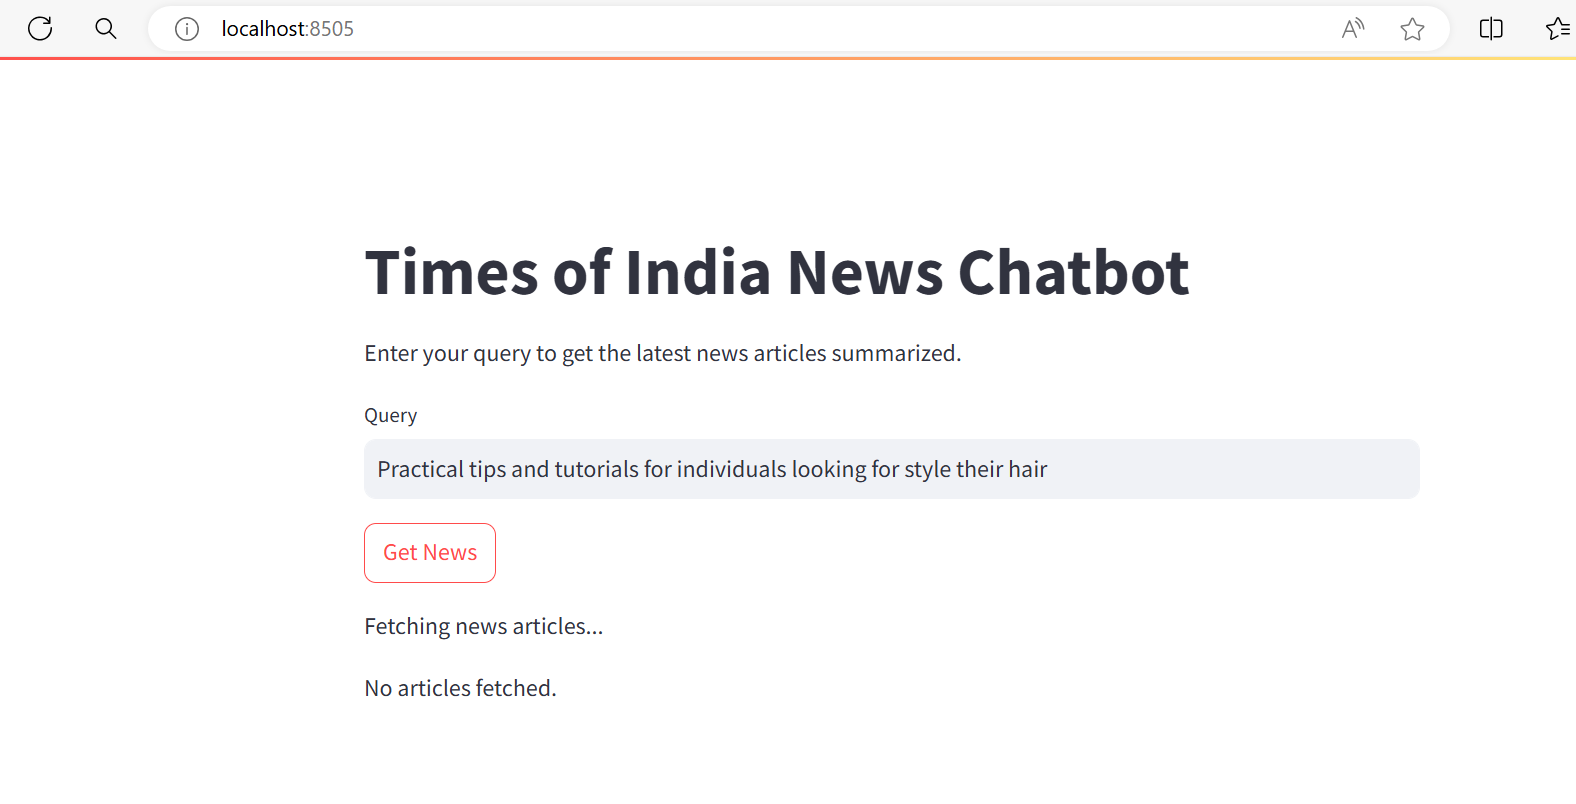 localhost:8505
Times of India News Chatbot
Enter your query to get the latest news articles summarized.
Query
Practical tips and tutorials for individuals looking for style their hair
Get News
Fetching news articles...
No articles fetched.